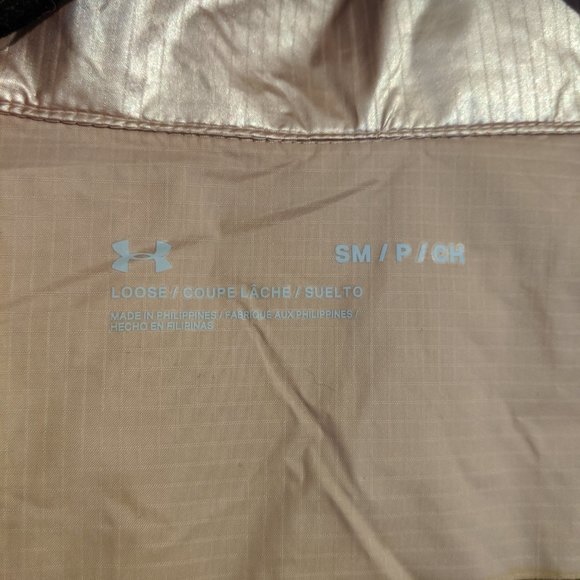 SM / P / CH
LOOSE / COUPE LÂCHE / SUELTO
MADE IN PHILIPPINES / FABRIQUÉ AUX PHILIPPINES /
HECHO EN FILIPINAS